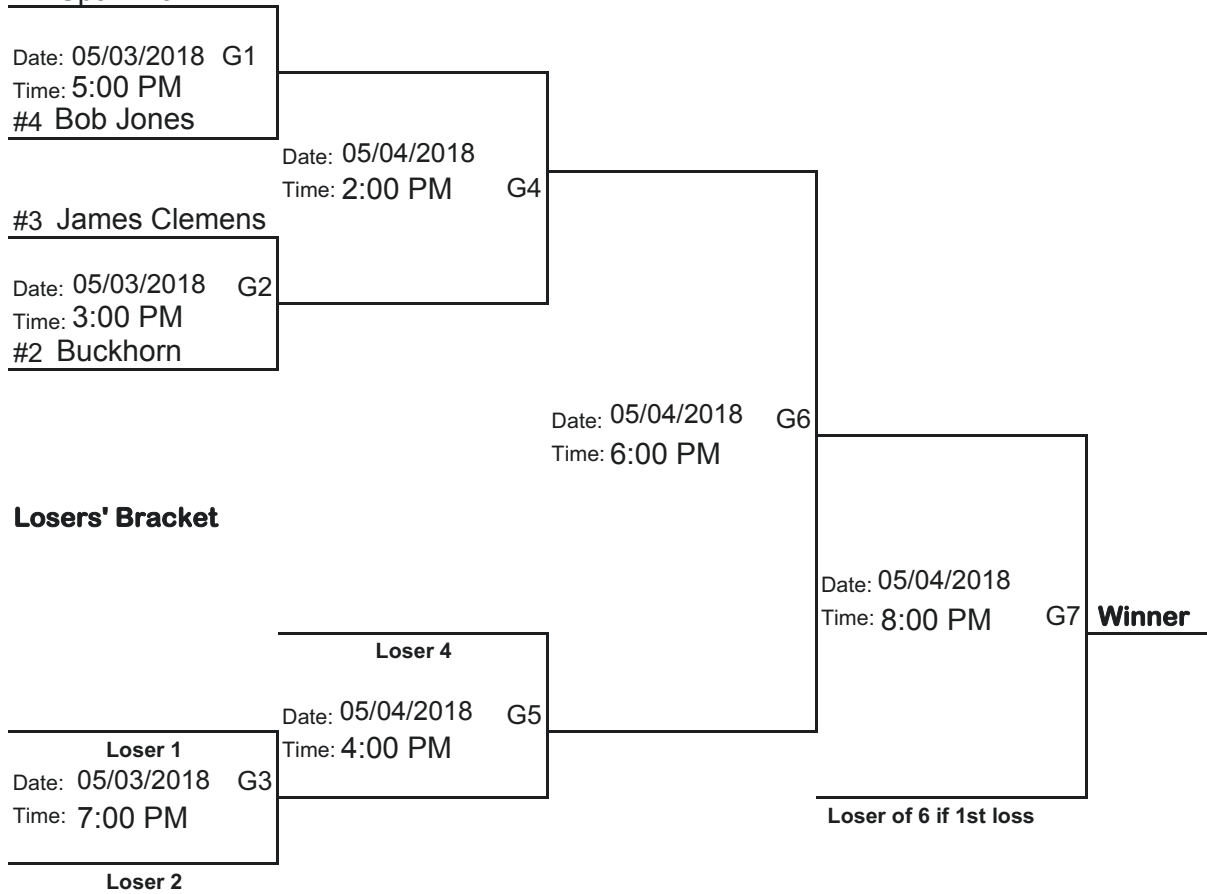 Date: 05/03/2018 G1
Time: 5:00 PM
#4 Bob Jones
Date: 05/04/2018
Time: 2:00 PM G4
#3 James Clemens
Date: 05/03/2018 G2
Time: 3:00 PM
#2 Buckhorn
Date: 05/04/2018 G6
Time: 6:00 PM
Losers' Bracket
Date: 05/04/2018
Time: 8:00 PM G7 Winner
Loser 4
Date: 05/04/2018 G5
Time: 4:00 PM
Loser 1
Date: 05/03/2018 G3
Time: 7:00 PM
Loser of 6 if 1st loss
Loser 2